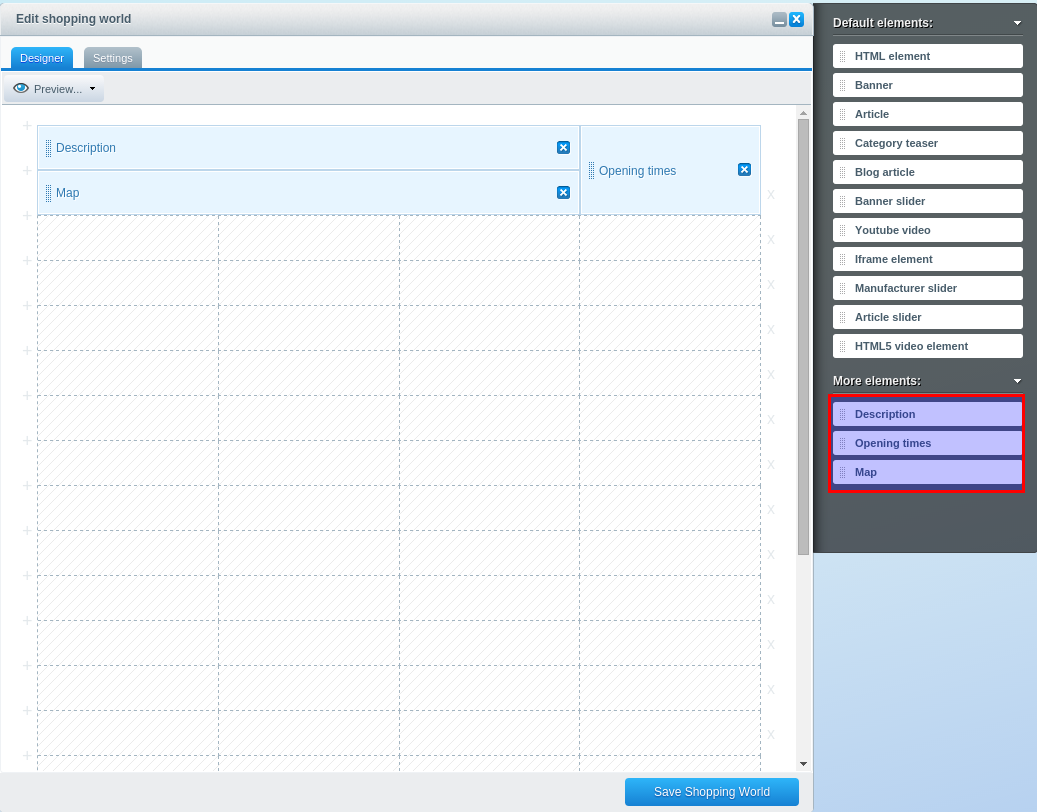 Edit shopping world
Designer
Settings
Preview...
Description
Map
Opening times
Save Shopping World
Default elements:
HTML element
Banner
Article
Category teaser
Blog article
Banner slider
Youtube video
Iframe element
Manufacturer slider
Article slider
HTML5 video element
More elements:
Description
Opening times
Map